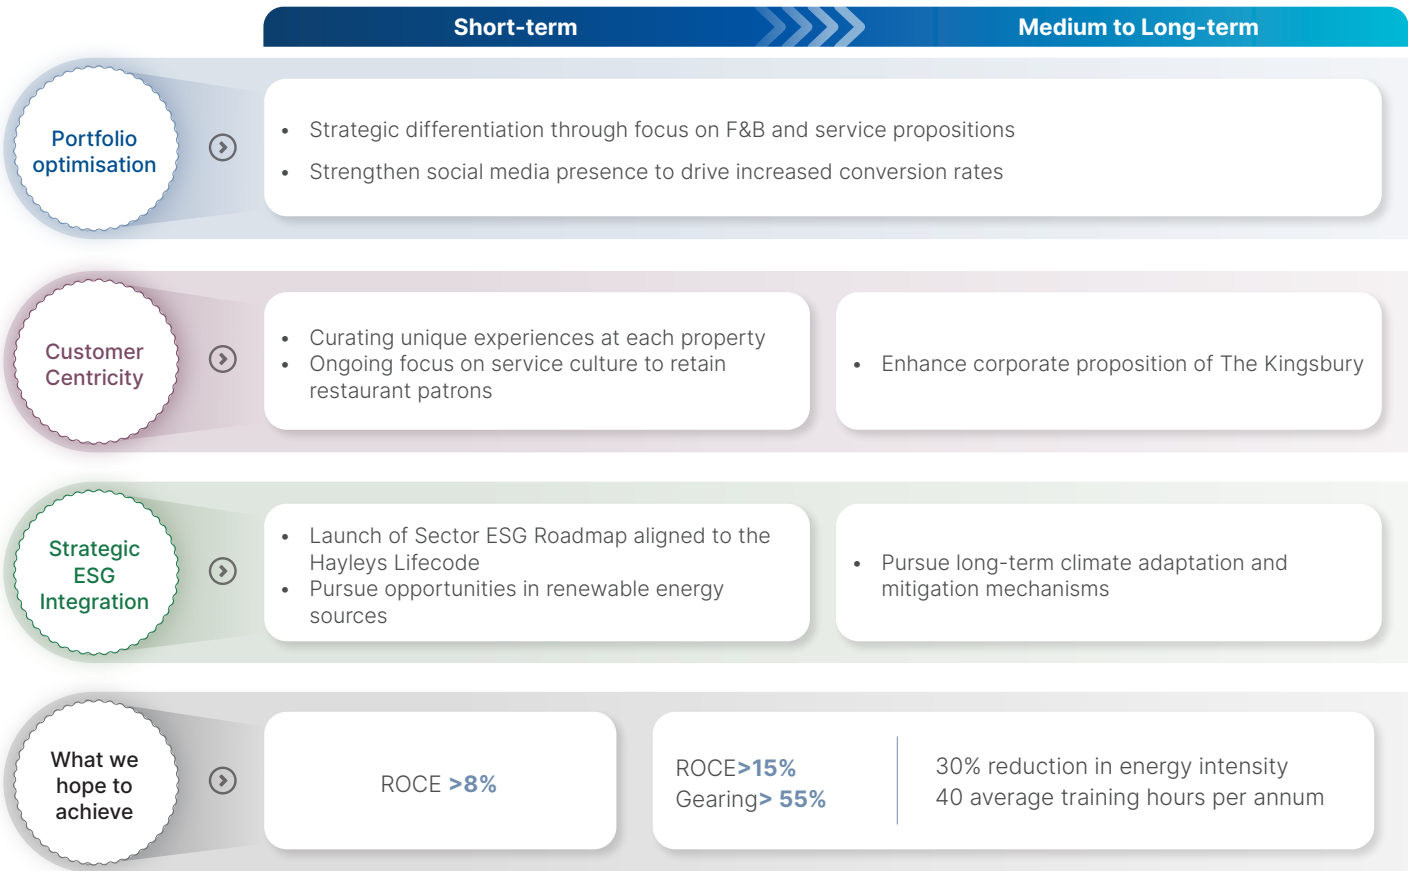 Short-term
Medium to Long-term
Portfolio
optimisation
• Strategic differentiation through focus on F&B and service propositions
• Strengthen social media presence to drive increased conversion rates
Customer
Centricity
• Curating unique experiences at each property
• Ongoing focus on service culture to retain
restaurant patrons
• Enhance corporate proposition of The Kingsbury
Strategic
ESG
Integration
• Launch of Sector ESG Roadmap aligned to the
Hayleys Lifecode
• Pursue opportunities in renewable energy
sources
• Pursue long-term climate adaptation and
mitigation mechanisms
What we
hope to
achieve
ROCE >8%
ROCE>15%
Gearing> 55%
30% reduction in energy intensity
40 average training hours per annum